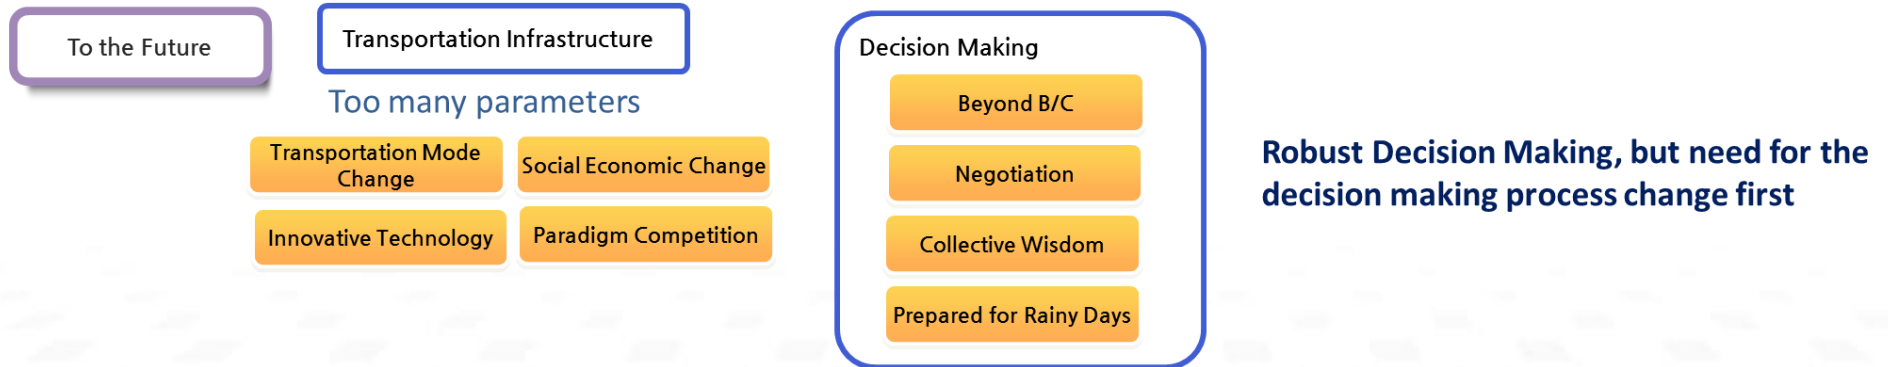 To the Future
Transportation Infrastructure
Too many parameters
Transportation Mode
Change
Social Economic Change
Innovative Technology
Paradigm Competition
Decision Making
Beyond B/C
Negotiation
Collective Wisdom
Prepared for Rainy Days
Robust Decision Making, but need for the
decision making process change first